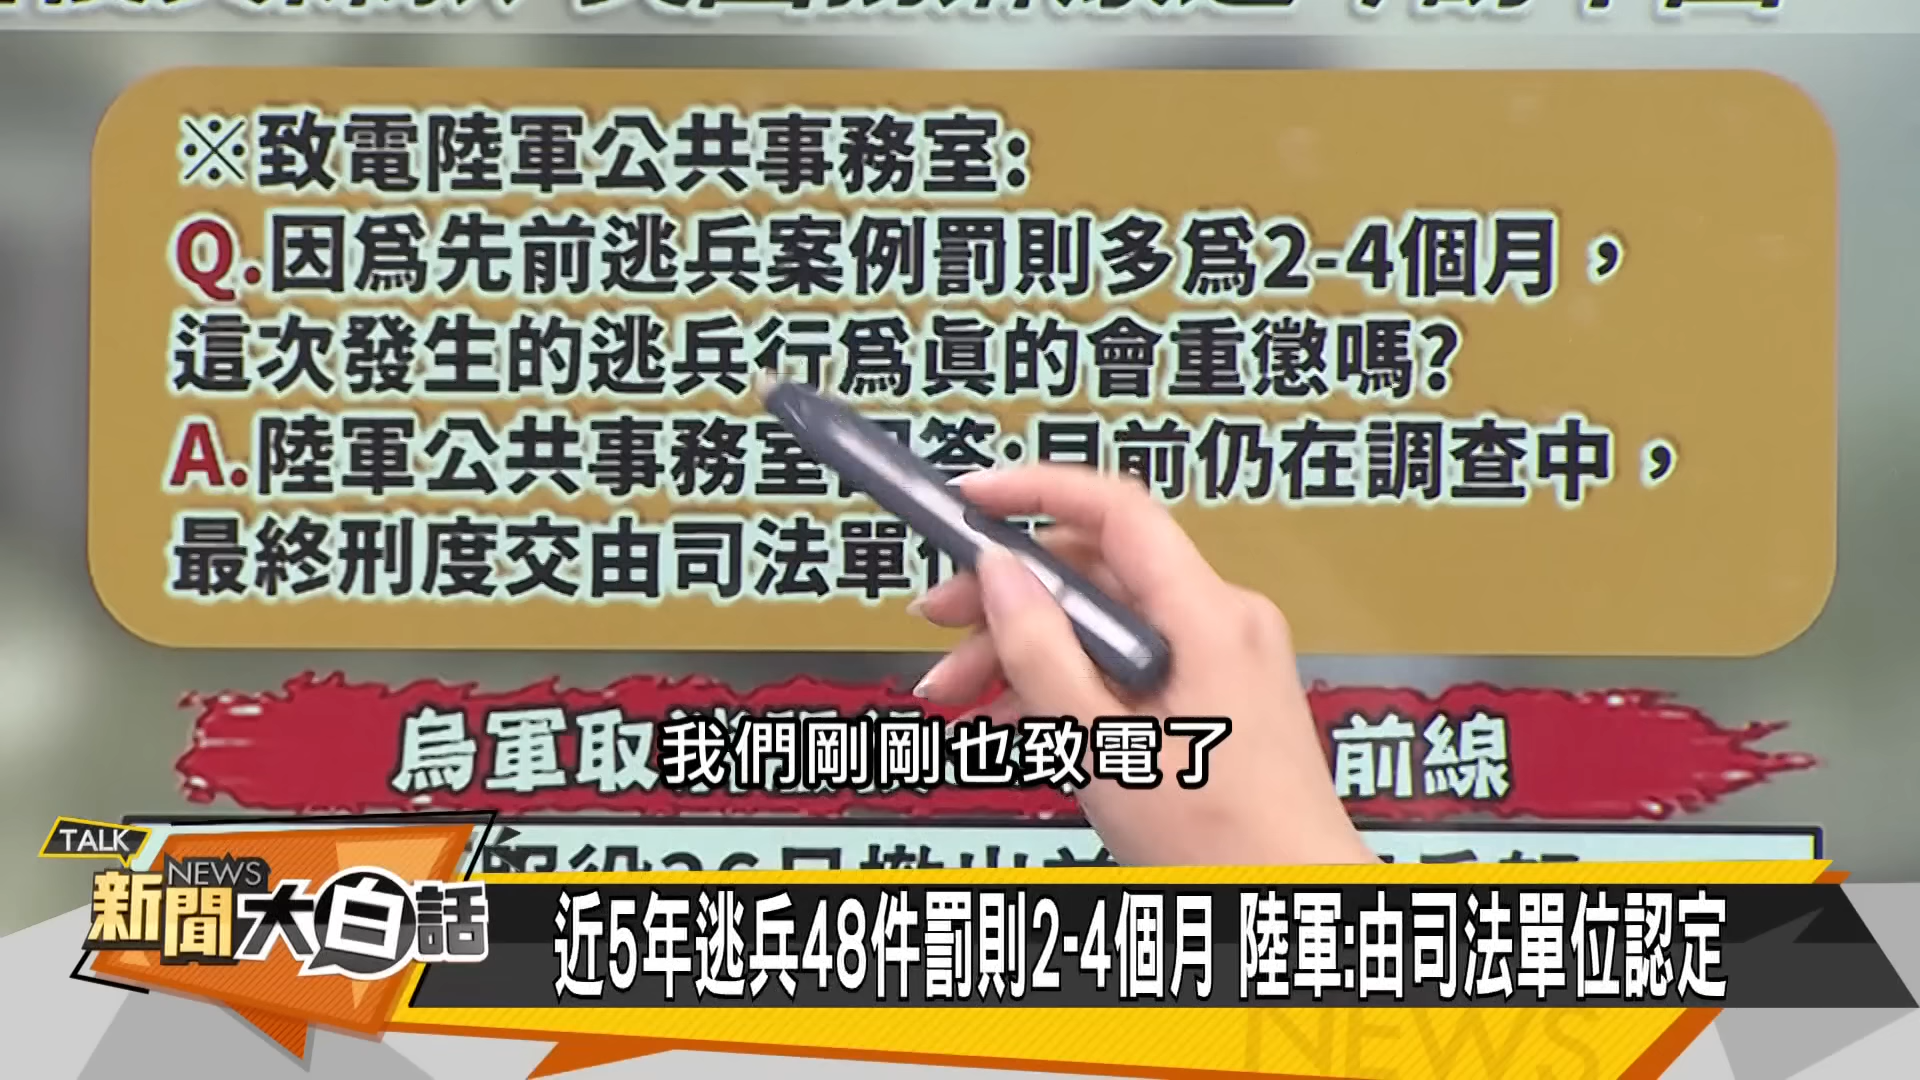 ※致電陸軍公共事務室:
Q.因爲先前逃兵案例罰則多爲2-4個月，
這次發生的逃兵行爲眞的會重懲嗎?
A.陸軍公共事務室 答:目前仍在調查中，
最終刑度交由司法單
烏軍取 前線
我們剛剛也致電了
TALK
NEWS
新聞大白話
近5年逃兵48件罰則2-4個月 陸軍:由司法單位認定
NEWS